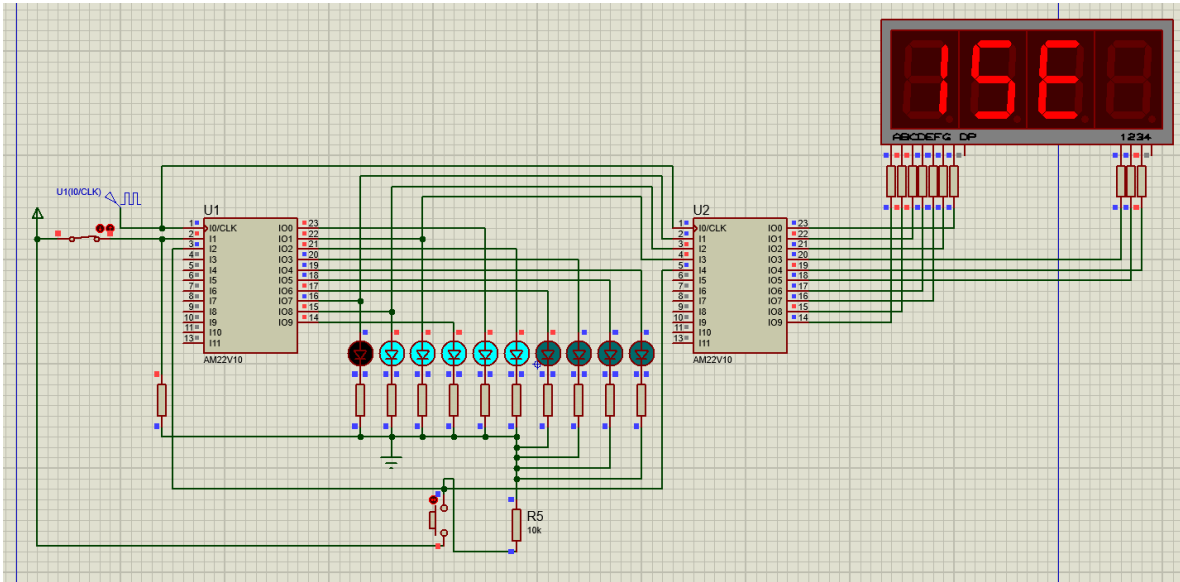 1SE
ABCDEFG DP
1234
U1(I0/CLK)
U1
U2
1
2
3
4
5
6
7
8
9
10
11
13
I0/CLK
I1
I2
I3
I4
I5
I6
I7
I8
I9
I10
I11
IO0
IO1
IO2
IO3
IO4
IO5
IO6
IO7
IO8
IO9
23
22
21
20
19
18
17
16
15
14
AM22V10
1
2
3
4
5
6
7
8
9
10
11
13
I0/CLK
I1
I2
I3
I4
I5
I6
I7
I8
I9
I10
I11
IO0
IO1
IO2
IO3
IO4
IO5
IO6
IO7
IO8
IO9
23
22
21
20
19
18
17
16
15
14
AM22V10
R5
10k